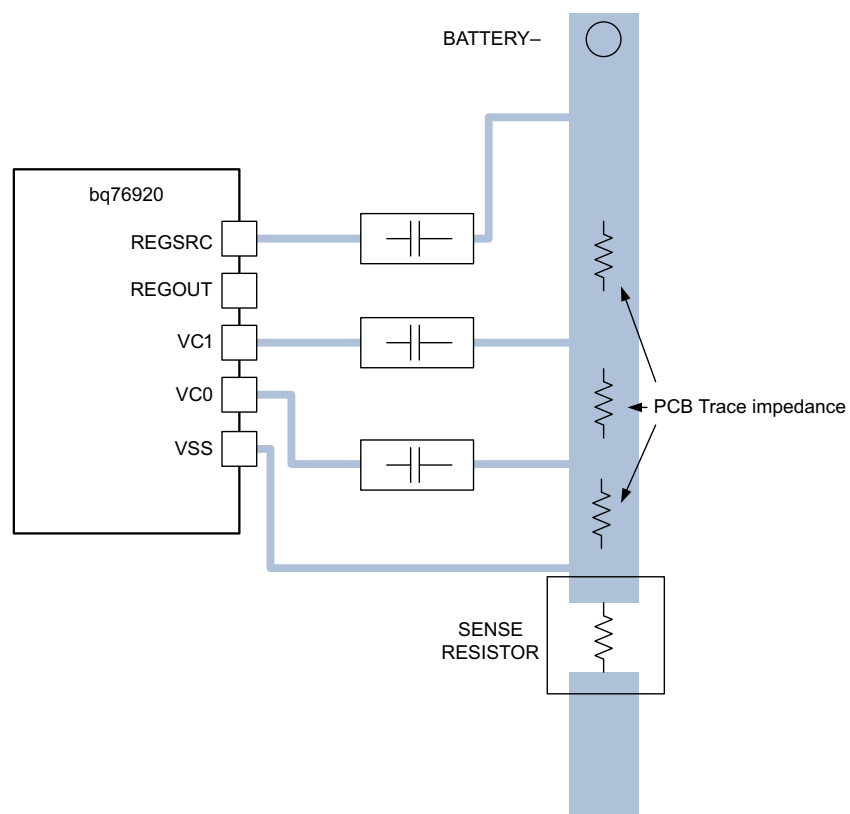 BATTERY–
bq76920
REGSRC
REGOUT
VC1
VC0
VSS
PCB Trace impedance
SENSE
RESISTOR